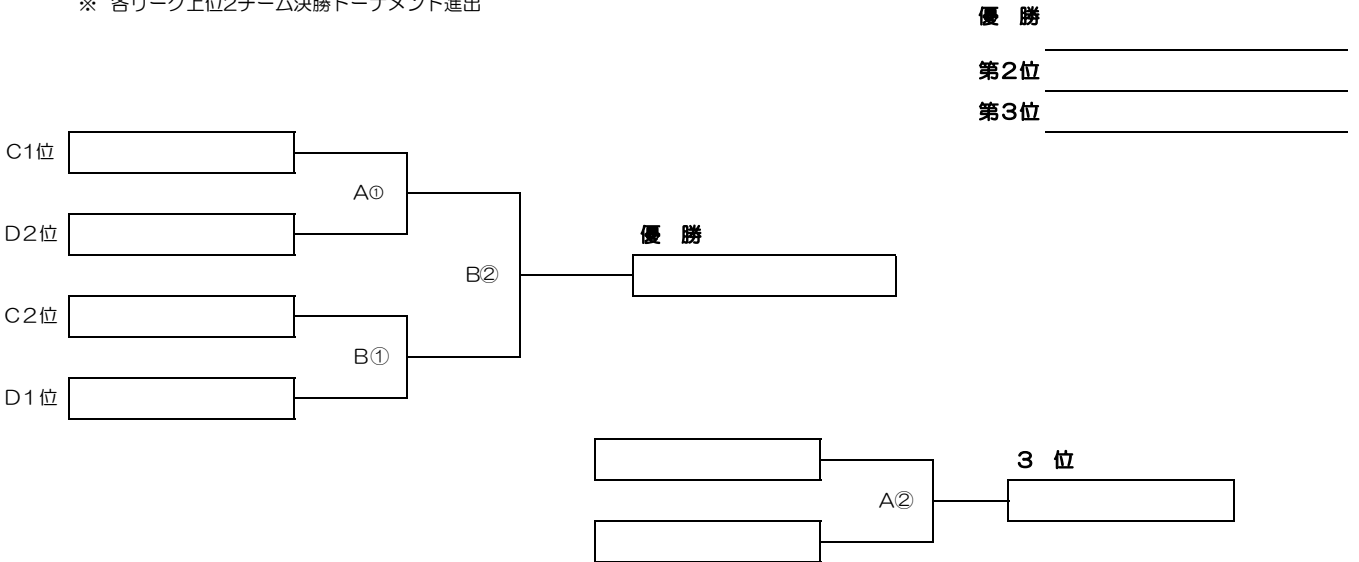 ※ 各リーグ上位2チーム決勝トーナメント進出
優 勝
第2位
第3位
C1位
A①
D2位
優 勝
B②
C2位
B①
D1位
3 位
A②